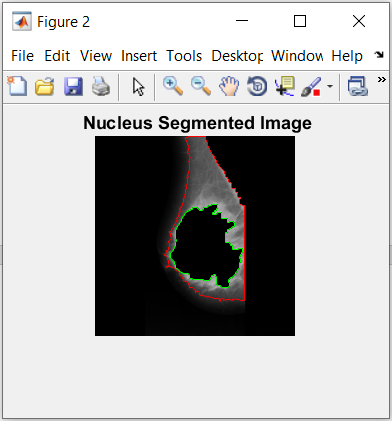 Figure 2
File Edit View Insert Tools Desktop Window Help
Nucleus Segmented Image